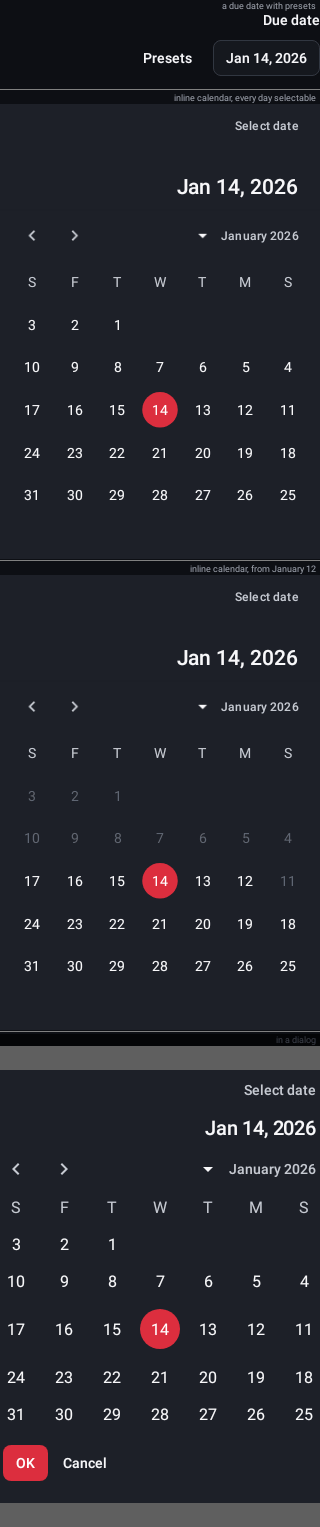 a due date with presets
Due date
Presets Jan 14, 2026
inline calendar, every day selectable
Select date
Jan 14, 2026
January 2026
S F T W T M S
3 2 1
10 9 8 7 6 5 4
17 16 15 14 13 12 11
24 23 22 21 20 19 18
31 30 29 28 27 26 25
inline calendar, from January 12
Select date
Jan 14, 2026
January 2026
S F T W T M S
3 2 1
10 9 8 7 6 5 4
17 16 15 14 13 12 11
24 23 22 21 20 19 18
31 30 29 28 27 26 25
in a dialog
Select date
Jan 14, 2026
January 2026
S F T W T M S
3 2 1
10 9 8 7 6 5 4
17 16 15 14 13 12 11
24 23 22 21 20 19 18
31 30 29 28 27 26 25
OK Cancel